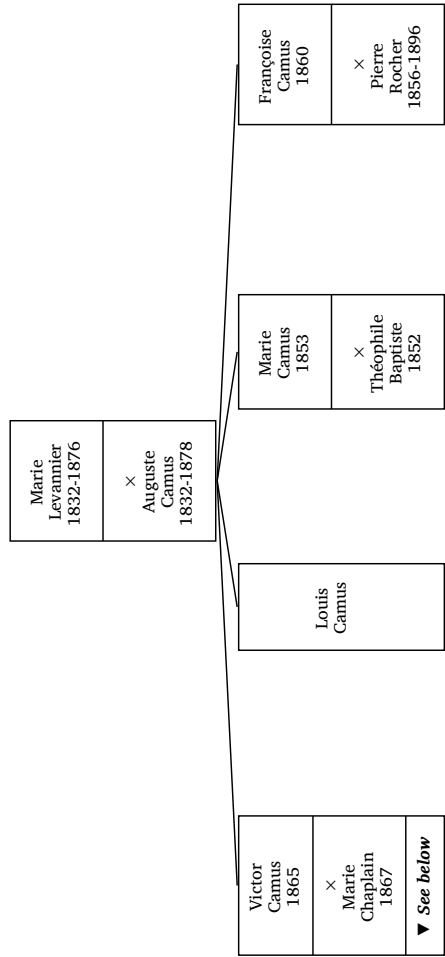 Marie
Levannier
1832-1876
×
Auguste
Camus
1832-1878
Victor
Camus
1865
×
Marie
Chaplain
1867
▼ See below
Louis
Camus
Marie
Camus
1853
×
Théophile
Baptiste
1852
Françoise
Camus
1860
×
Pierre
Rocher
1856-1896